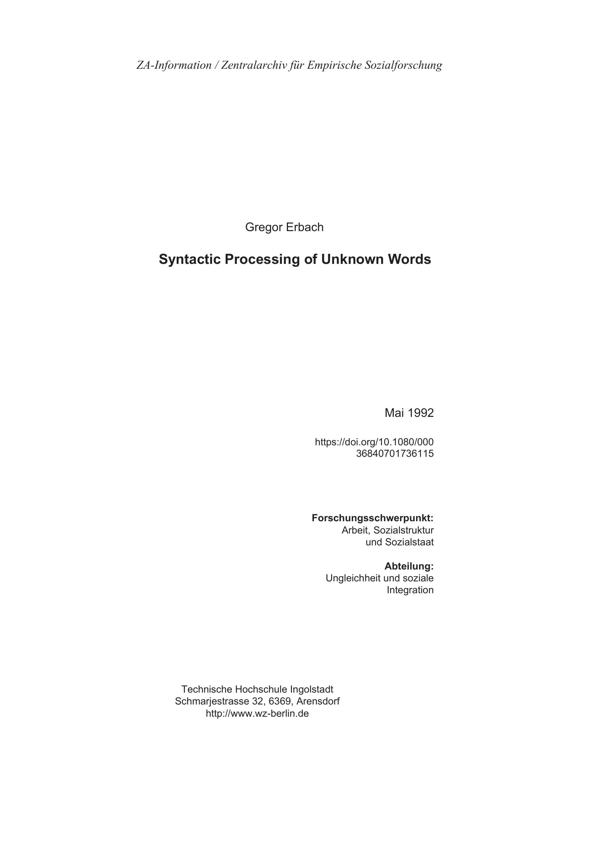 ZA-Information / Zentralarchiv für Empirische Sozialforschung
Gregor Erbach
Syntactic Processing of Unknown Words
Mai 1992
https://doi.org/10.1080/000
36840701736115
Forschungsschwerpunkt:
Arbeit, Sozialstruktur
und Sozialstaat
Abteilung:
Ungleichheit und soziale
Integration
Technische Hochschule Ingolstadt
Schmarjestrasse 32, 6369, Arensdorf
http://www.wz-berlin.de